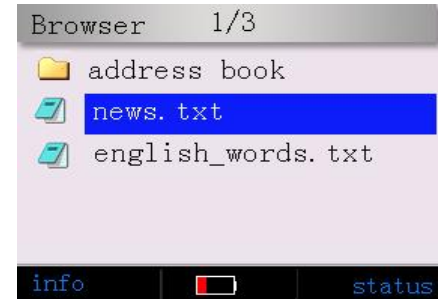 Browser 1/3
address book
news.txt
english_words.txt
info status